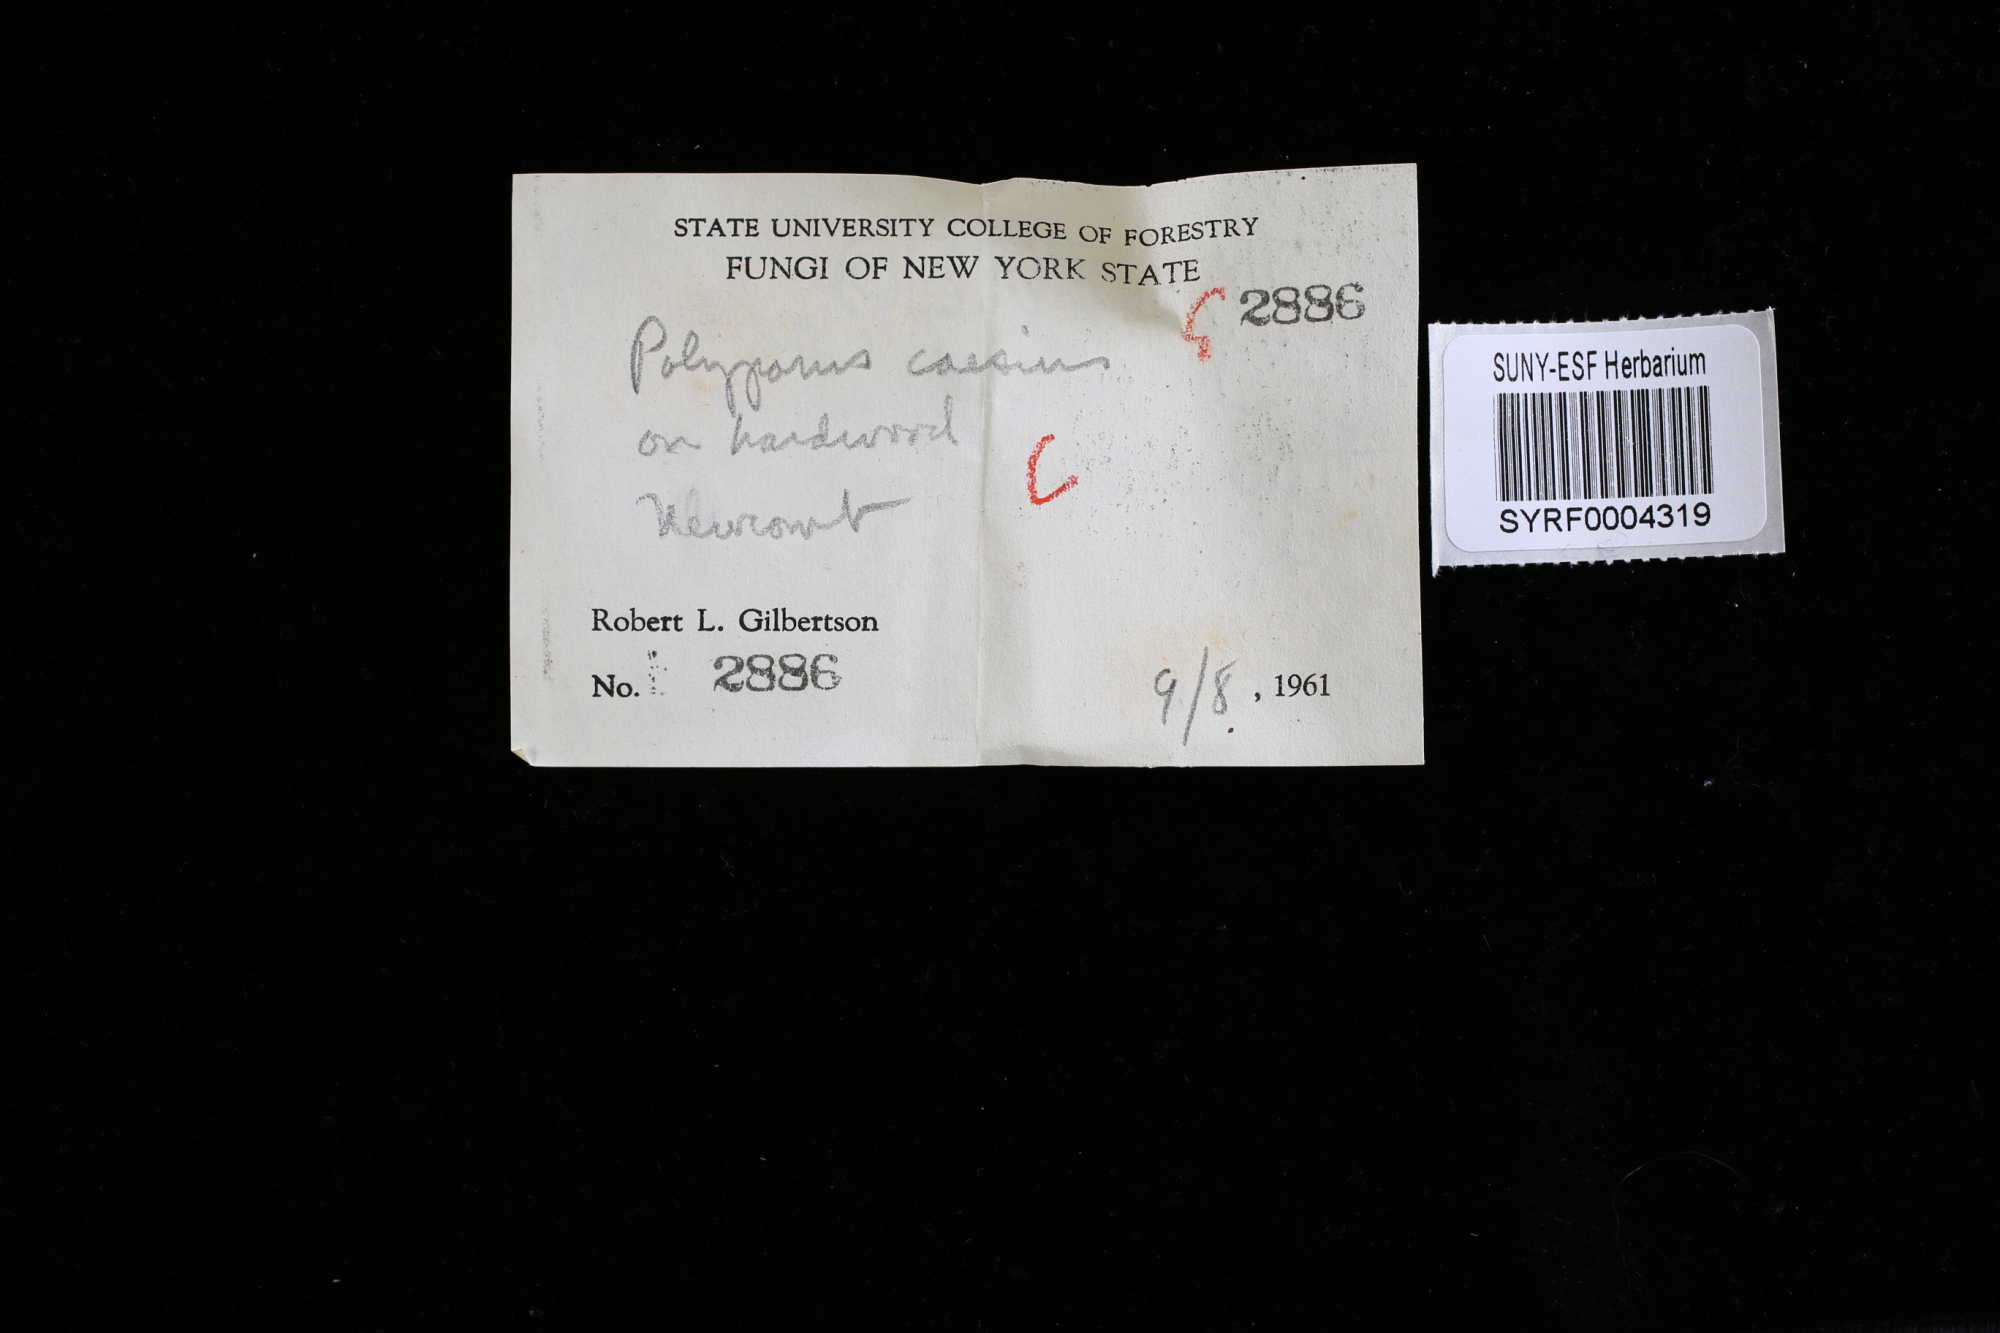 STATE UNIVERSITY COLLEGE OF FORESTRY
FUNGI OF NEW YORK STATE
2886
Polyporus caesius
on hardwood
C
Newcomb
Robert L. Gilbertson
No. 2886
9/8, 1961
SUNY-ESF Herbarium
SYRF0004319